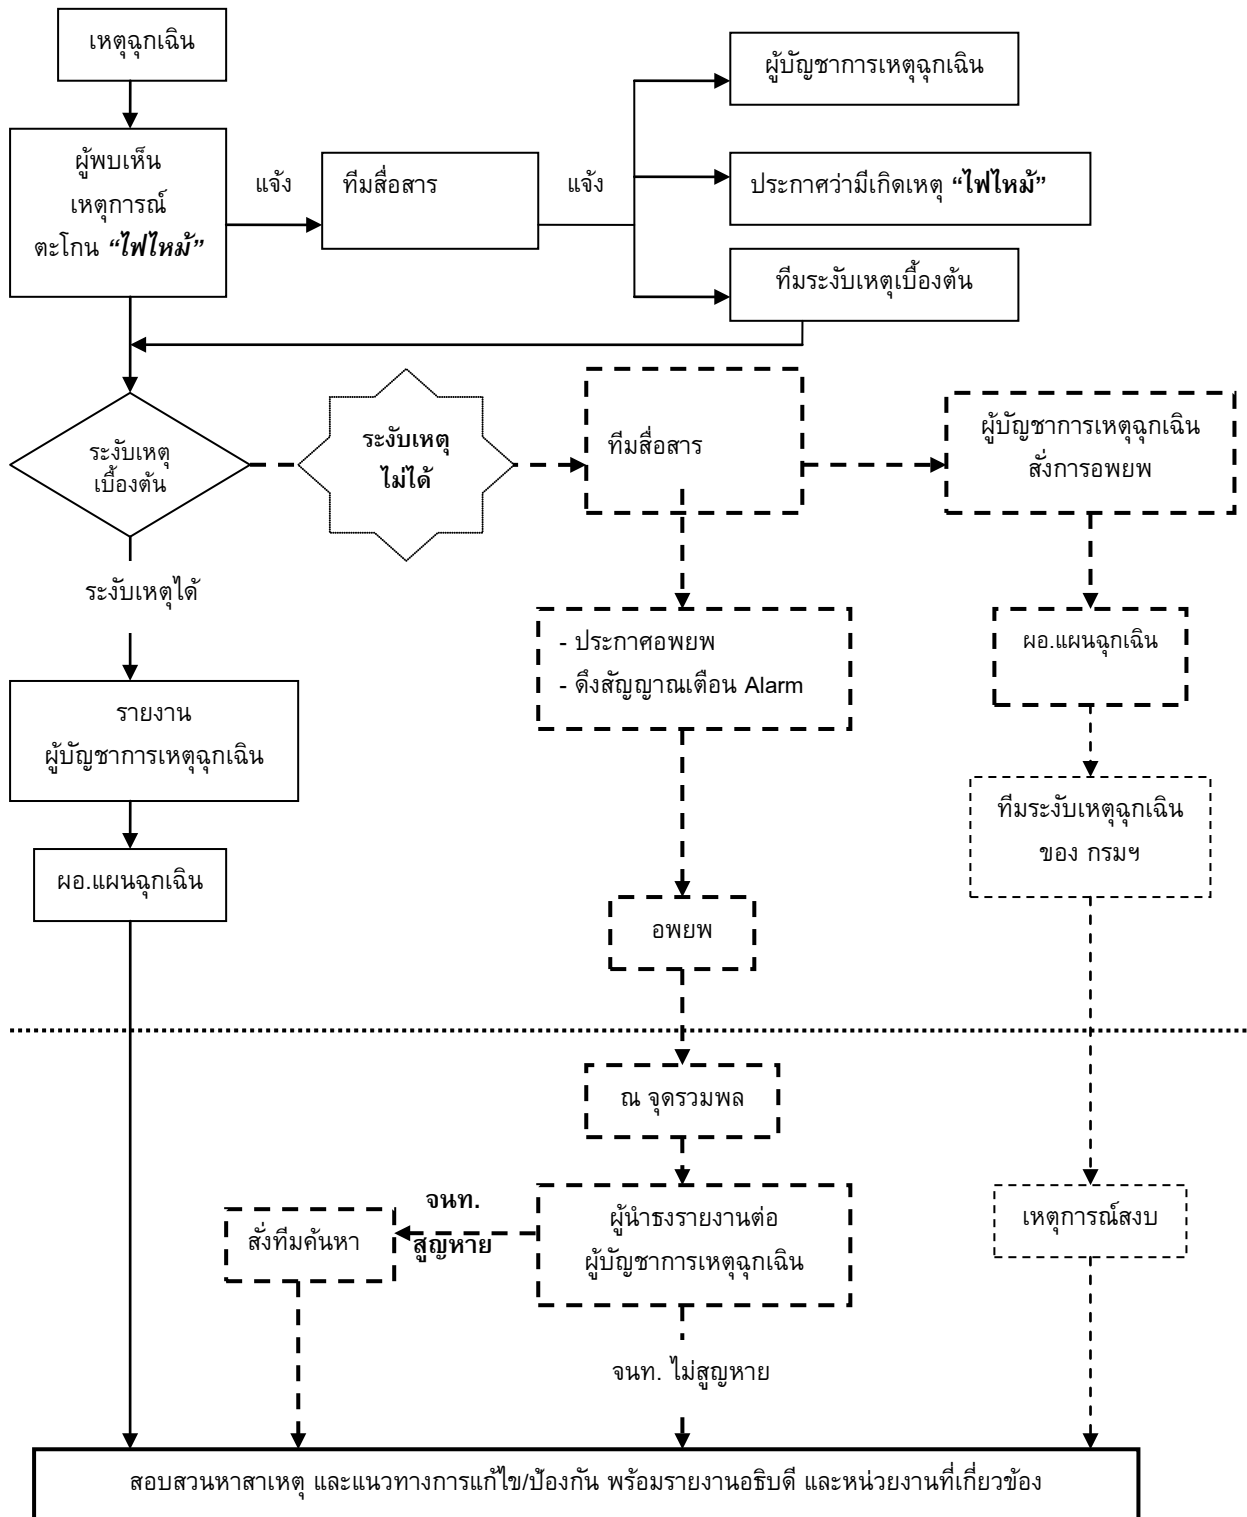 เหตุฉุกเฉิน
ผู้พบเห็น
เหตุการณ์
ตะโกน “ไฟไหม้”
แจ้ง
ทีมสื่อสาร
แจ้ง
ผู้บัญชาการเหตุฉุกเฉิน
ประกาศว่ามีเกิดเหตุ “ไฟไหม้”
ทีมระงับเหตุเบื้องต้น
ระงับเหตุ
เบื้องต้น
ระงับเหตุ
ไม่ได้
ทีมสื่อสาร
ผู้บัญชาการเหตุฉุกเฉิน
สั่งการอพยพ
ระงับเหตุได้
- ประกาศอพยพ
- ดึงสัญญาณเตือน Alarm
ผอ.แผนฉุกเฉิน
รายงาน
ผู้บัญชาการเหตุฉุกเฉิน
ทีมระงับเหตุฉุกเฉิน
ของ กรมฯ
ผอ.แผนฉุกเฉิน
อพยพ
ณ จุดรวมพล
จนท.
สูญหาย
สั่งทีมค้นหา
ผู้นำธงรายงานต่อ
ผู้บัญชาการเหตุฉุกเฉิน
เหตุการณ์สงบ
จนท. ไม่สูญหาย
สอบสวนหาสาเหตุ และแนวทางการแก้ไข/ป้องกัน พร้อมรายงานอธิบดี และหน่วยงานที่เกี่ยวข้อง